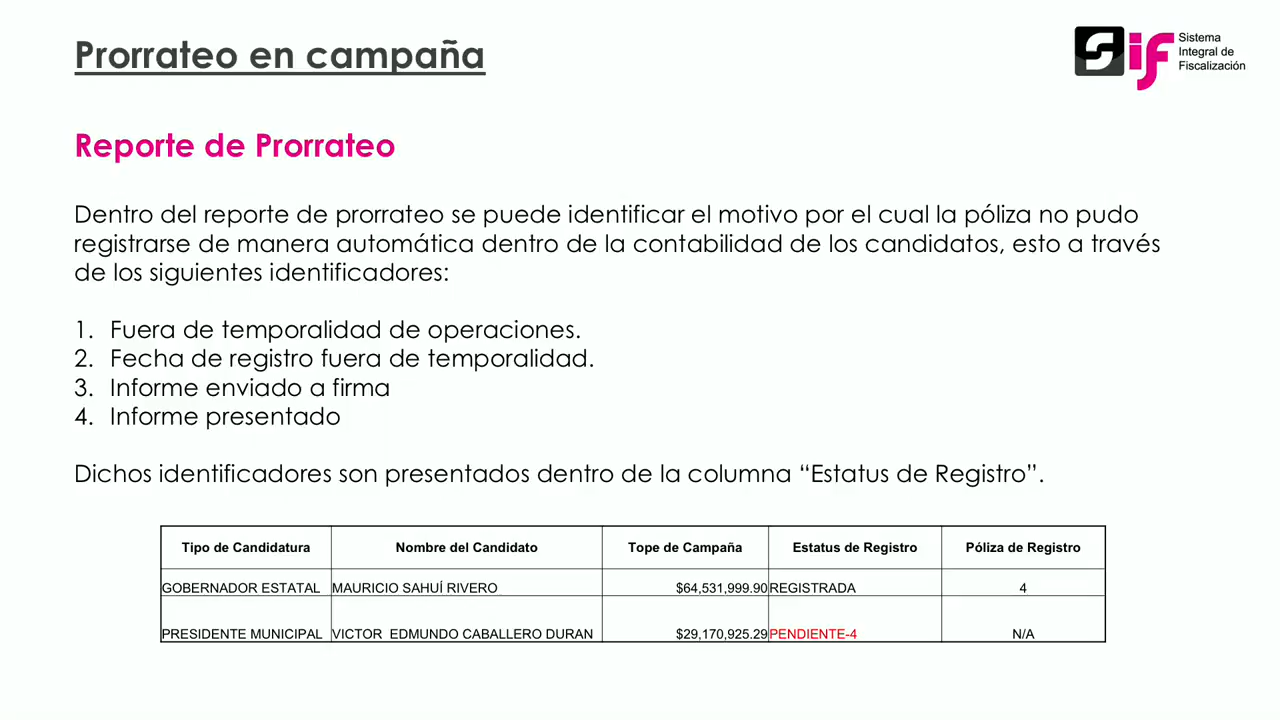 Prorrateo en campaña
Sif Sistema
Integral de
Fiscalización
Reporte de Prorrateo
Dentro del reporte de prorrateo se puede identificar el motivo por el cual la póliza no pudo
registrarse de manera automática dentro de la contabilidad de los candidatos, esto a través
de los siguientes identificadores:
1. Fuera de temporalidad de operaciones.
2. Fecha de registro fuera de temporalidad.
3. Informe enviado a firma
4. Informe presentado
Dichos identificadores son presentados dentro de la columna “Estatus de Registro”.
Tipo de Candidatura Nombre del Candidato Tope de Campaña Estatus de Registro Póliza de Registro
GOBERNADOR ESTATAL MAURICIO SAHUÍ RIVERO $64,531,999.90 REGISTRADA 4
PRESIDENTE MUNICIPAL VICTOR EDMUNDO CABALLERO DURAN $29,170,925.29 PENDIENTE-4 N/A